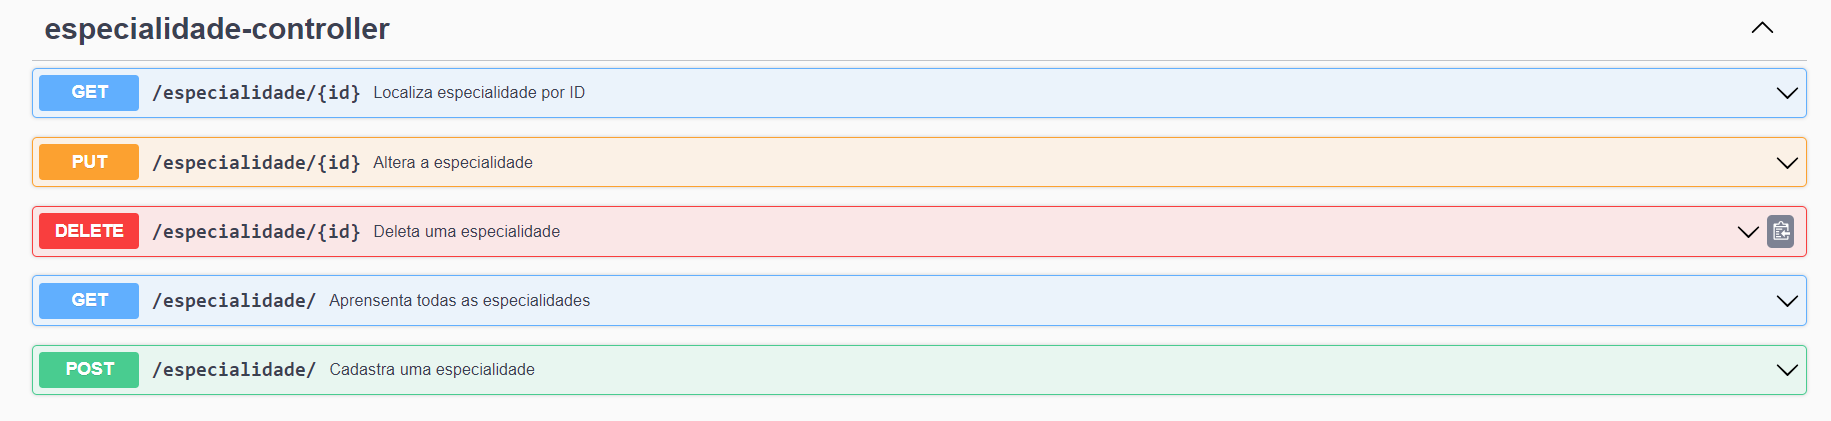 especialidade-controller
GET /especialidade/{id} Localiza especialidade por ID
PUT /especialidade/{id} Altera a especialidade
DELETE /especialidade/{id} Deleta uma especialidade
GET /especialidade/ Aprensenta todas as especialidades
POST /especialidade/ Cadastra uma especialidade